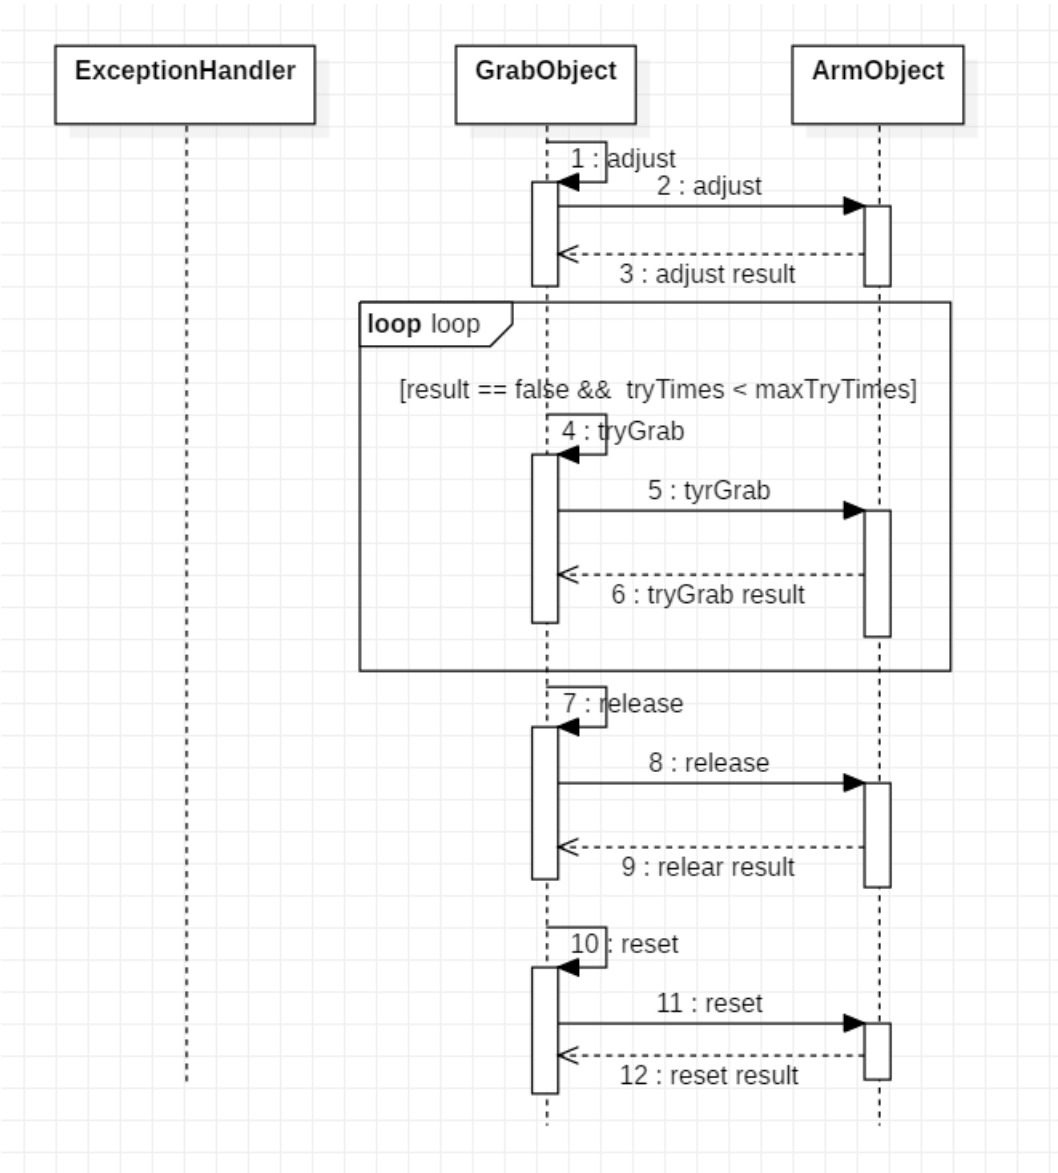 ExceptionHandler
GrabObject
ArmObject
1 : adjust
2 : adjust
3 : adjust result
loop loop
[result == false && tryTimes < maxTryTimes]
4 : tryGrab
5 : tyrGrab
6 : tryGrab result
7 : release
8 : release
9 : relear result
10 : reset
11 : reset
12 : reset result